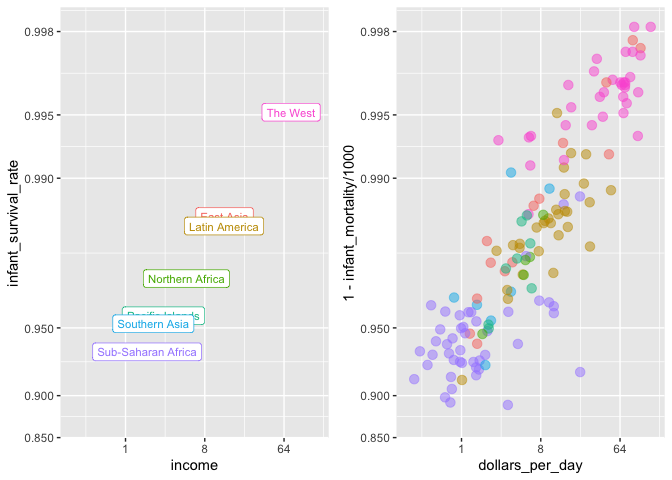 0.998
0.995
0.990
0.950
0.900
0.850
infant_survival_rate
The West
East Asia
Latin America
Northern Africa
Pacific Islands
Southern Asia
Sub-Saharan Africa
1 8 64
income
0.998
0.995
0.990
0.950
0.900
0.850
1 - infant_mortality/1000
1 8 64
dollars_per_day